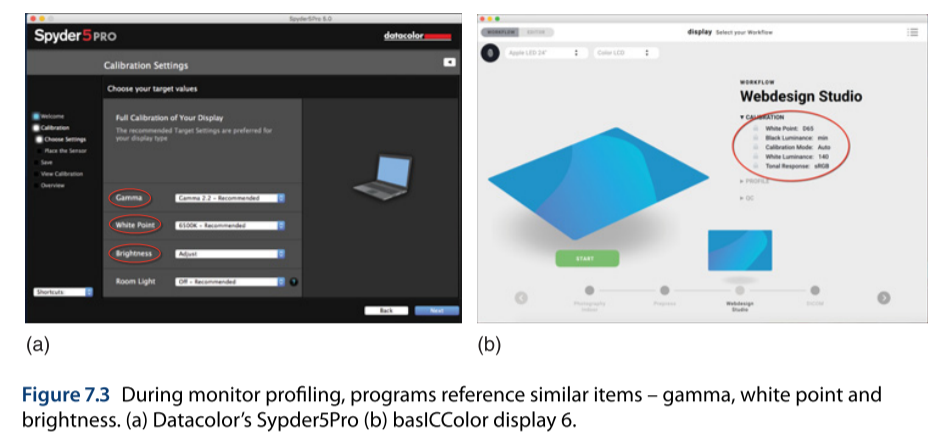 Spyder5Pro 5.0
Spyder5PRO
datacolor
Calibration Settings
Choose your target values
Welcome
Calibration
Choose Settings
Place the Sensor
Save
View Calibration
Overview
Full Calibration of Your Display
The recommended Target Settings are preferred for
your display type
Gamma
Gamma 2.2 - Recommended
White Point
6500K - Recommended
Brightness
Adjust
Room Light
Off - Recommended
?
Shortcuts:
Back
Next
(a)
WORKFLOW
display Select your Workflow
Apple LED 24"
Color LCD
WORKFLOW
Webdesign Studio
▼ CALIBRATION
White Point: D65
Black Luminance: min
Calibration Mode: Auto
White Luminance: 140
Tonal Response: sRGB
▶ PROFILE
▶ QC
START
Photography
Prepress
Webdesign
Studio
DICOM
(b)
Figure 7.3 During monitor profiling, programs reference similar items – gamma, white point and
brightness. (a) Datacolor's Sypder5Pro (b) basICColor display 6.